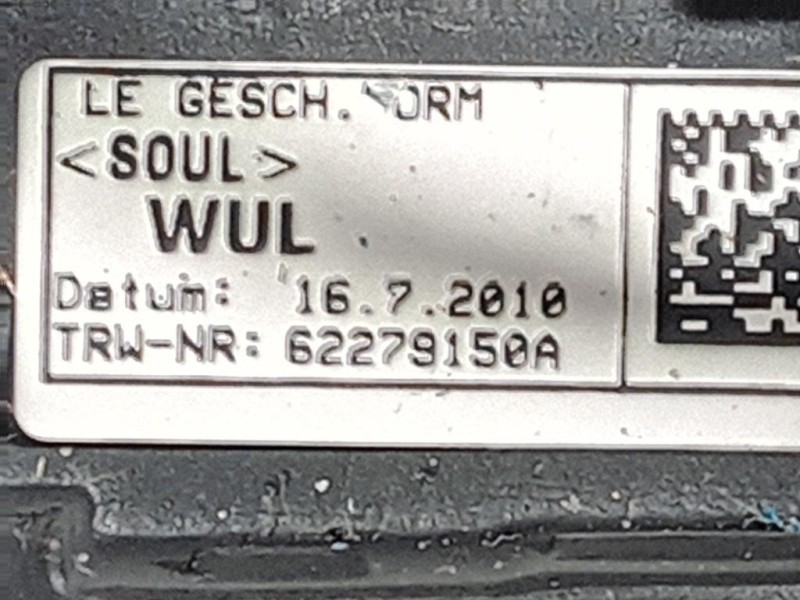 LE GESCH.
<SOUL>
WUL
Datum: 16.7.2010
TRW-NR: 62279150A